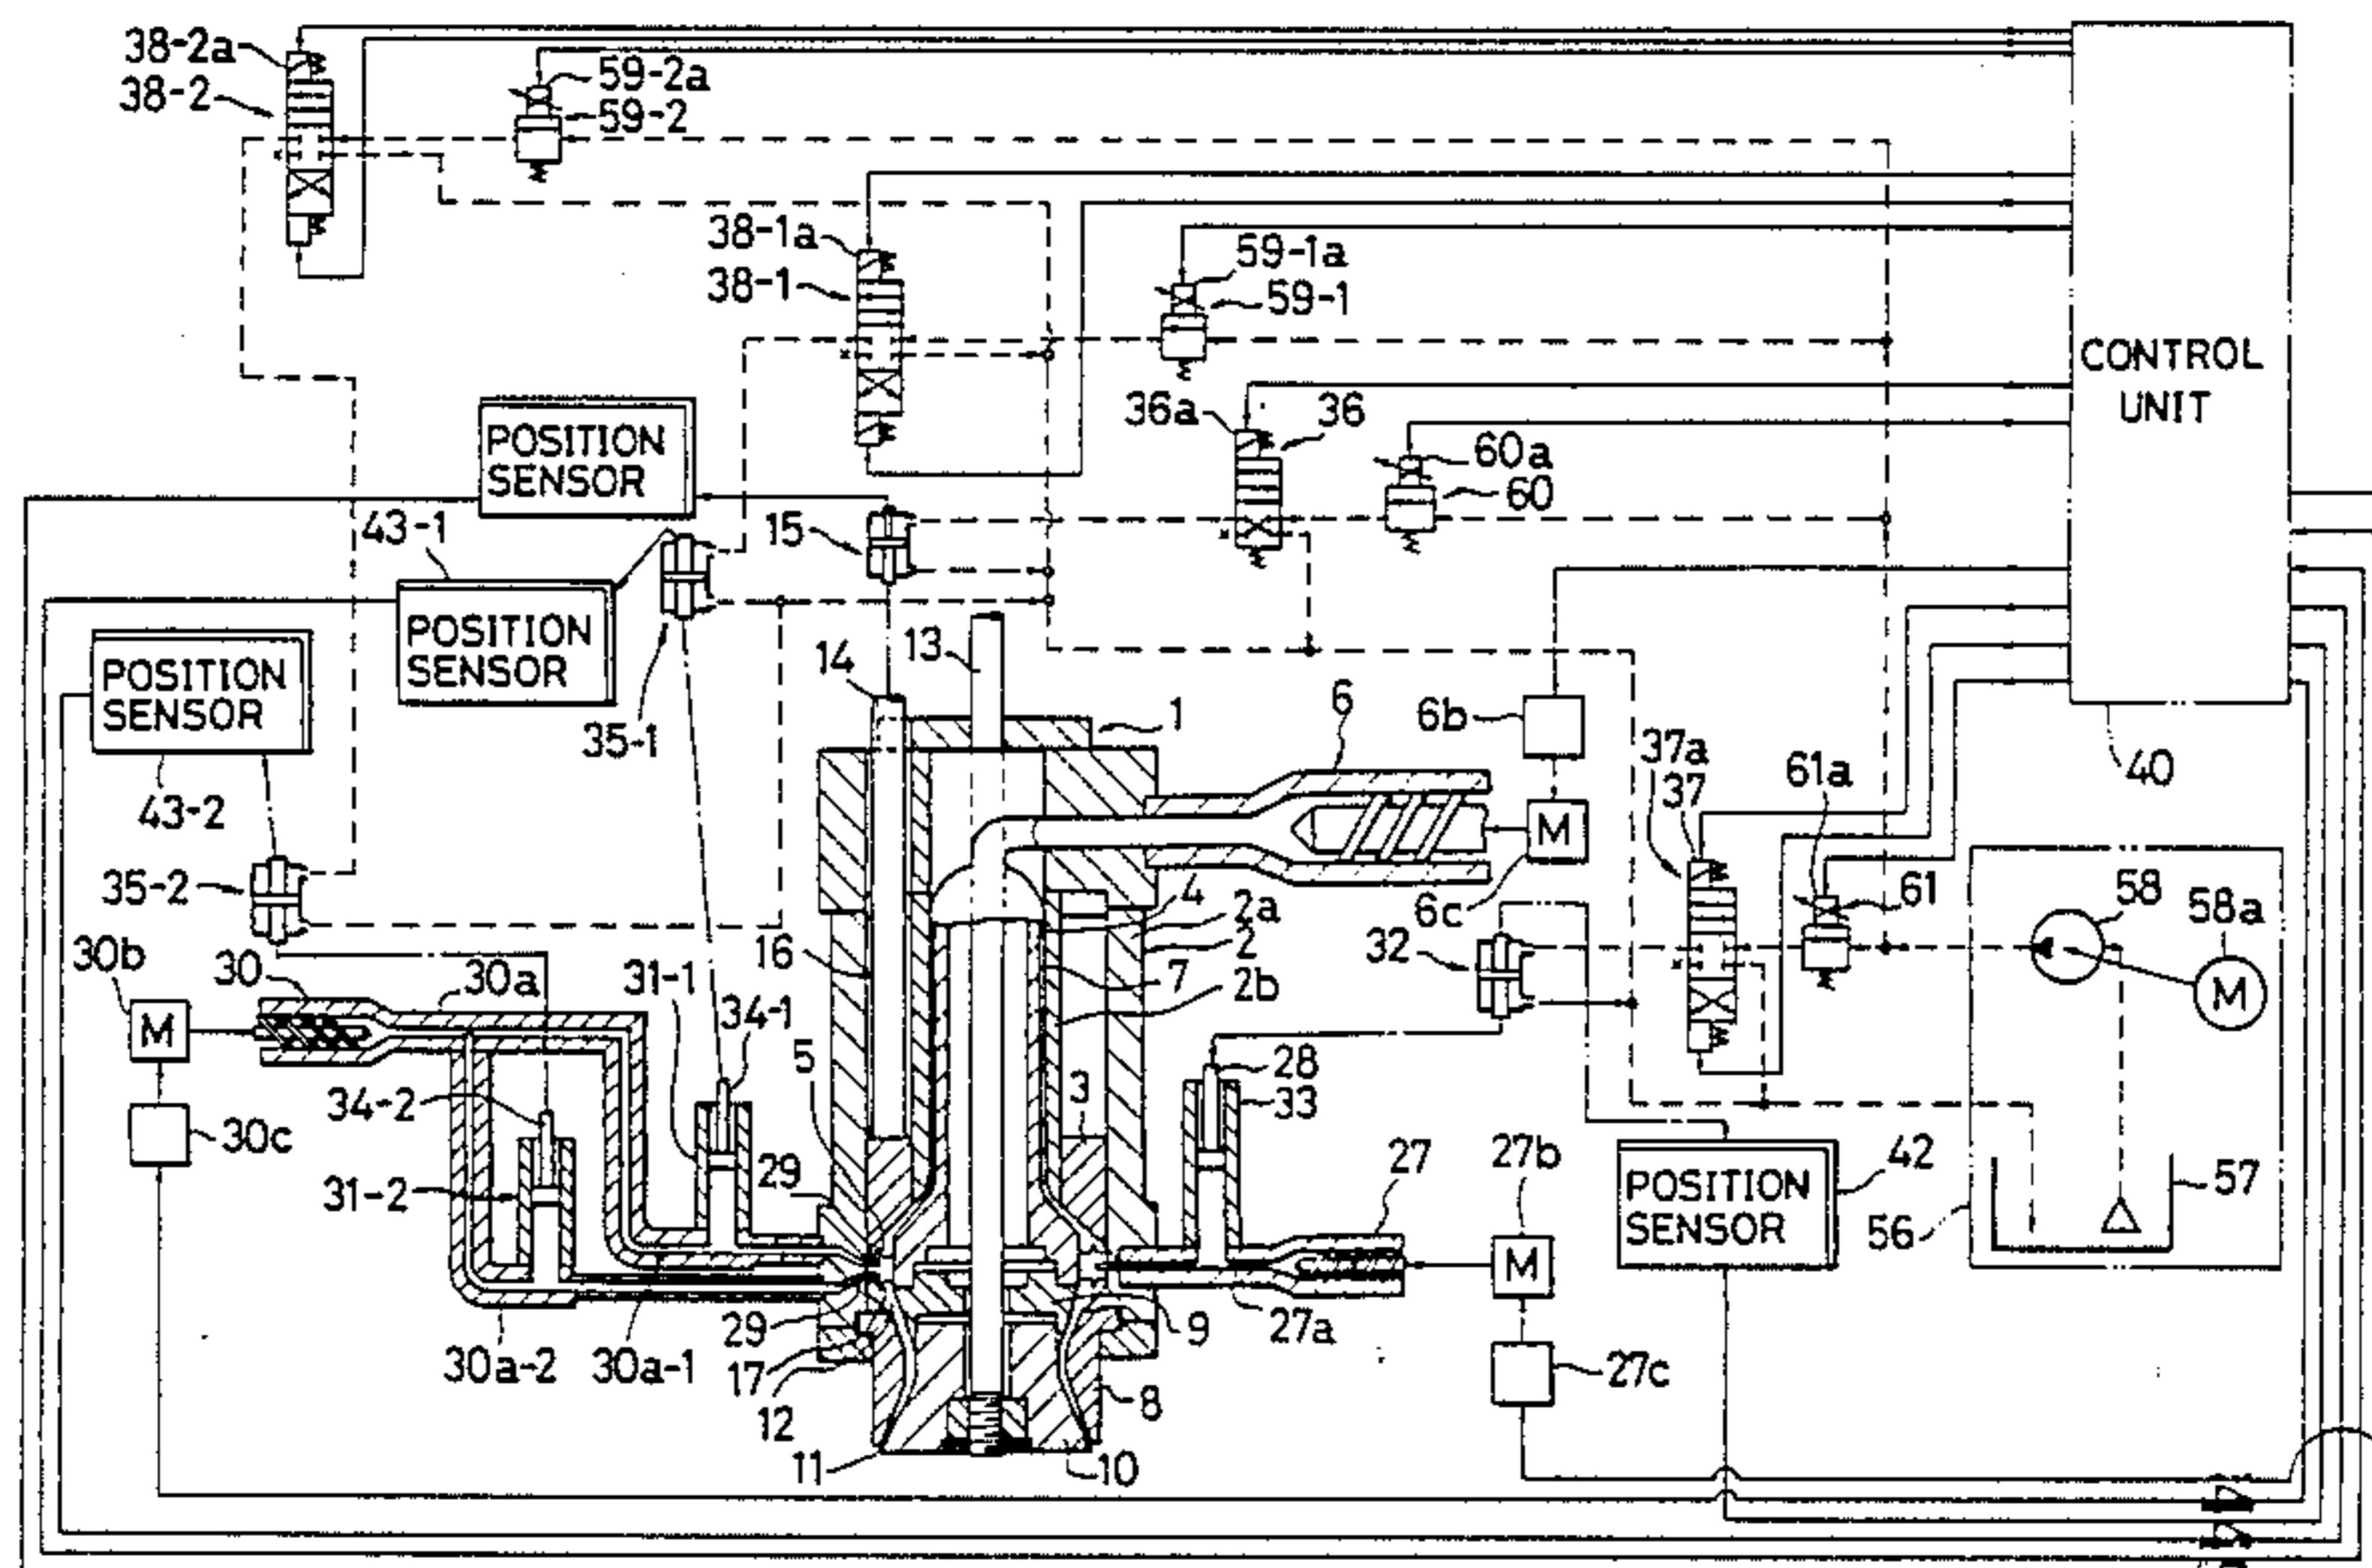 38-2a
38-2
59-2a
59-2
38-1a
38-1
59-1a
59-1
CONTROL
UNIT
36a
36
60a
60
POSITION
SENSOR
43-1
15
POSITION
SENSOR
13
14
POSITION
SENSOR
35-1
1
6
6b
37a
37
61a
40
43-2
M
35-2
6c
4
2a
2
61
58
58a
30b
30
30a
31-1
16
7
2b
32
M
M
34-1
5
28
3
33
34-2
30c
29
31-2
27
27b
42
POSITION
SENSOR
57
56
M
29
30a-2
30a-1
17
12
9
27a
27c
8
11
10